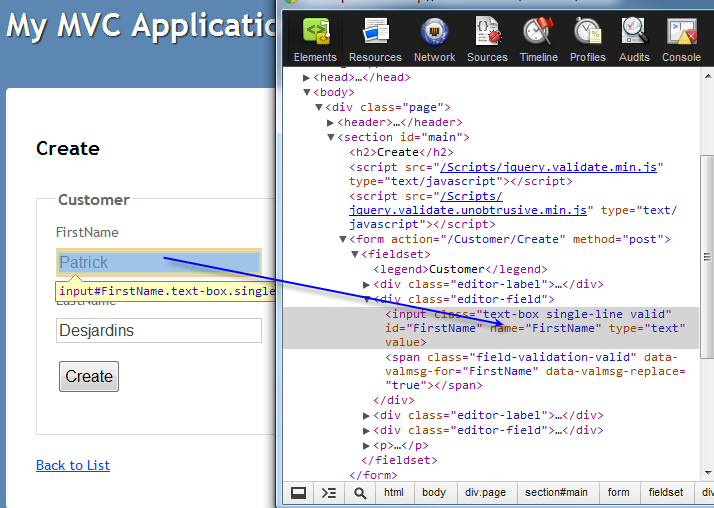 My MVC Applicatio
Create
Customer
FirstName
Patrick
input#FirstName.text-box.single
LastName
Desjardins
Create
Back to List
Elements Resources Network Sources Timeline Profiles Audits Console
▶<head>…</head>
▼<body>
▼<div class="page">
▶<header>…</header>
▼<section id="main">
<h2>Create</h2>
<script src="/Scripts/jquery.validate.min.js"
type="text/javascript"></script>
<script src="/Scripts/
jquery.validate.unobtrusive.min.js" type="text/
javascript"></script>
▼<form action="/Customer/Create" method="post">
▼<fieldset>
<legend>Customer</legend>
▶<div class="editor-label">…</div>
▼<div class="editor-field">
<input class="text-box single-line valid"
id="FirstName" name="FirstName" type="text"
value>
<span class="field-validation-valid" data-
valmsg-for="FirstName" data-valmsg-replace=
"true"></span>
</div>
▶<div class="editor-label">…</div>
▶<div class="editor-field">…</div>
▶<p>…</p>
</fieldset>
</form>
html body div.page section#main form fieldset div